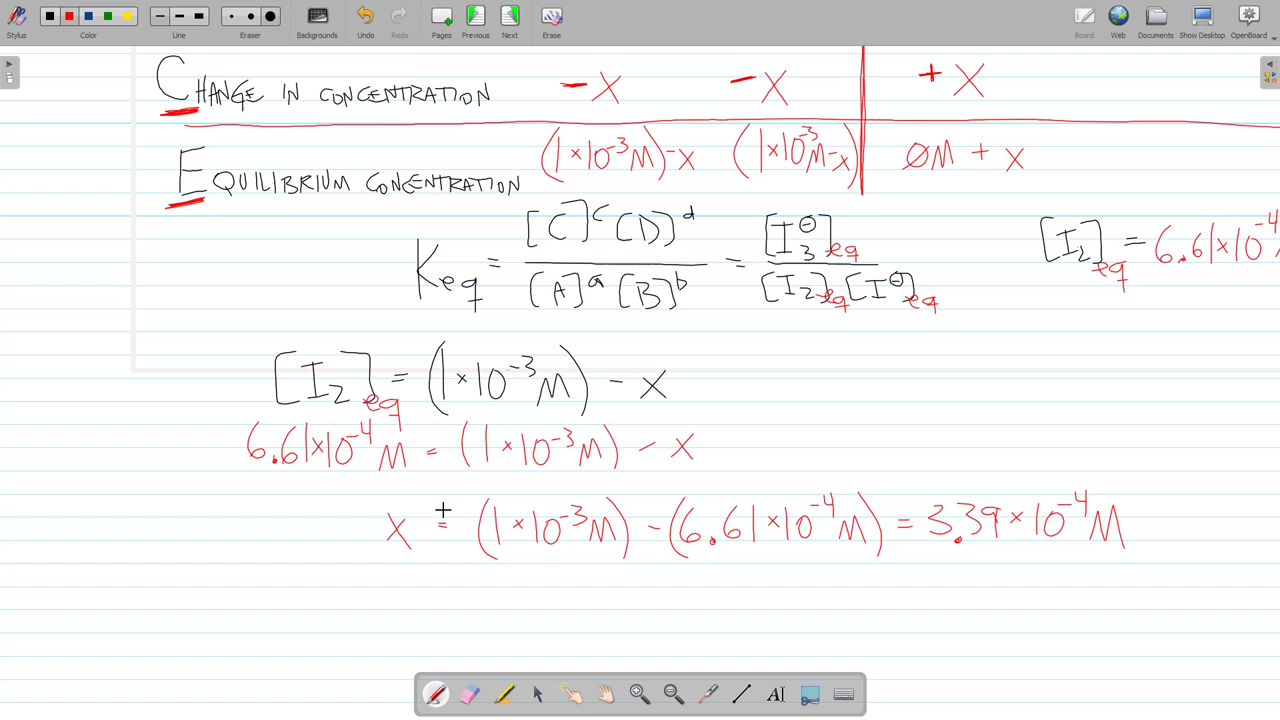 Stylus Color Line Eraser Backgrounds Undo Redo Pages Previous Next Erase Board Web Documents Show Desktop OpenBoard
CHANGE IN CONCENTRATION -X -X +X
EQUILIBRIUM CONCENTRATION (1×10⁻³M)-x (1×10⁻³M-x) ∅M + x
Keq = [C]ᶜ[D]ᵈ / [A]ᵃ[B]ᵇ = [I₃⊖]eq / [I₂]eq[I⊖]eq [I₂]eq = 6.61×10⁻⁴
[I₂]eq = (1×10⁻³M) - X
6.61×10⁻⁴M = (1×10⁻³M) - X
X = (1×10⁻³M) - (6.61×10⁻⁴M) = 3.39×10⁻⁴M